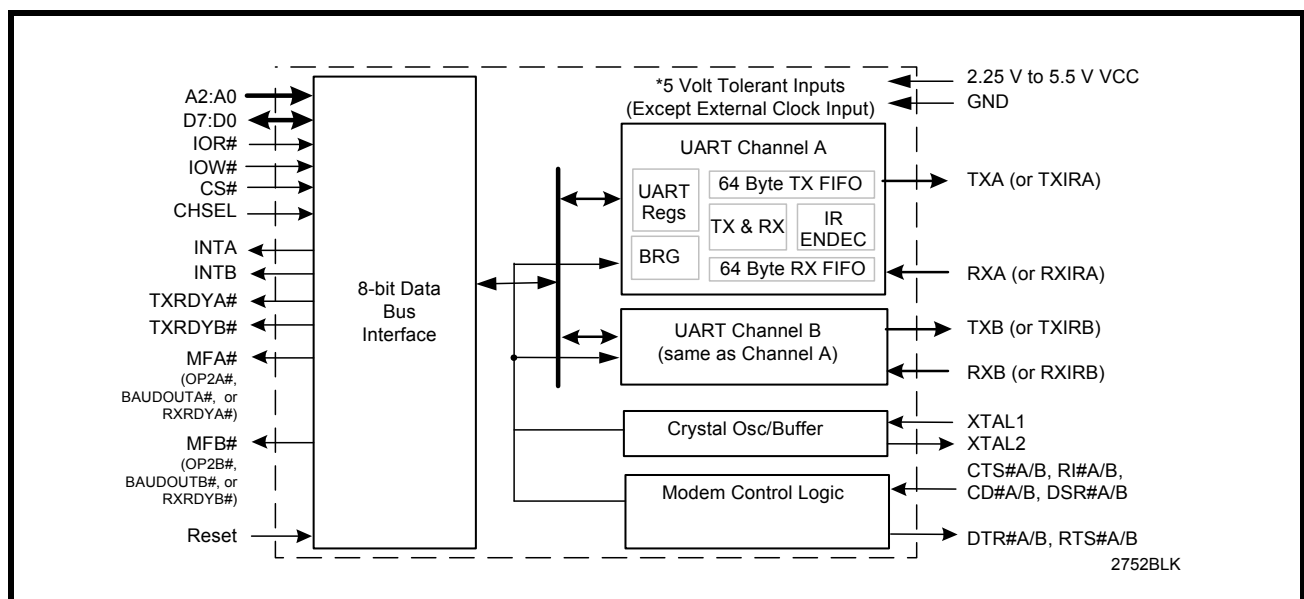 A2:A0
D7:D0
IOR#
IOW#
CS#
CHSEL
INTA
INTB
TXRDYA#
TXRDYB#
MFA#
(OP2A#,
BAUDOUTA#, or
RXRDYA#)
MFB#
(OP2B#,
BAUDOUTB#, or
RXRDYB#)
Reset
8-bit Data
Bus
Interface
*5 Volt Tolerant Inputs
(Except External Clock Input)
UART Channel A
UART
Regs
BRG
64 Byte TX FIFO
TX & RX
IR
ENDEC
64 Byte RX FIFO
UART Channel B
(same as Channel A)
Crystal Osc/Buffer
Modem Control Logic
2.25 V to 5.5 V VCC
GND
TXA (or TXIRA)
RXA (or RXIRA)
TXB (or TXIRB)
RXB (or RXIRB)
XTAL1
XTAL2
CTS#A/B, RI#A/B,
CD#A/B, DSR#A/B
DTR#A/B, RTS#A/B
2752BLK